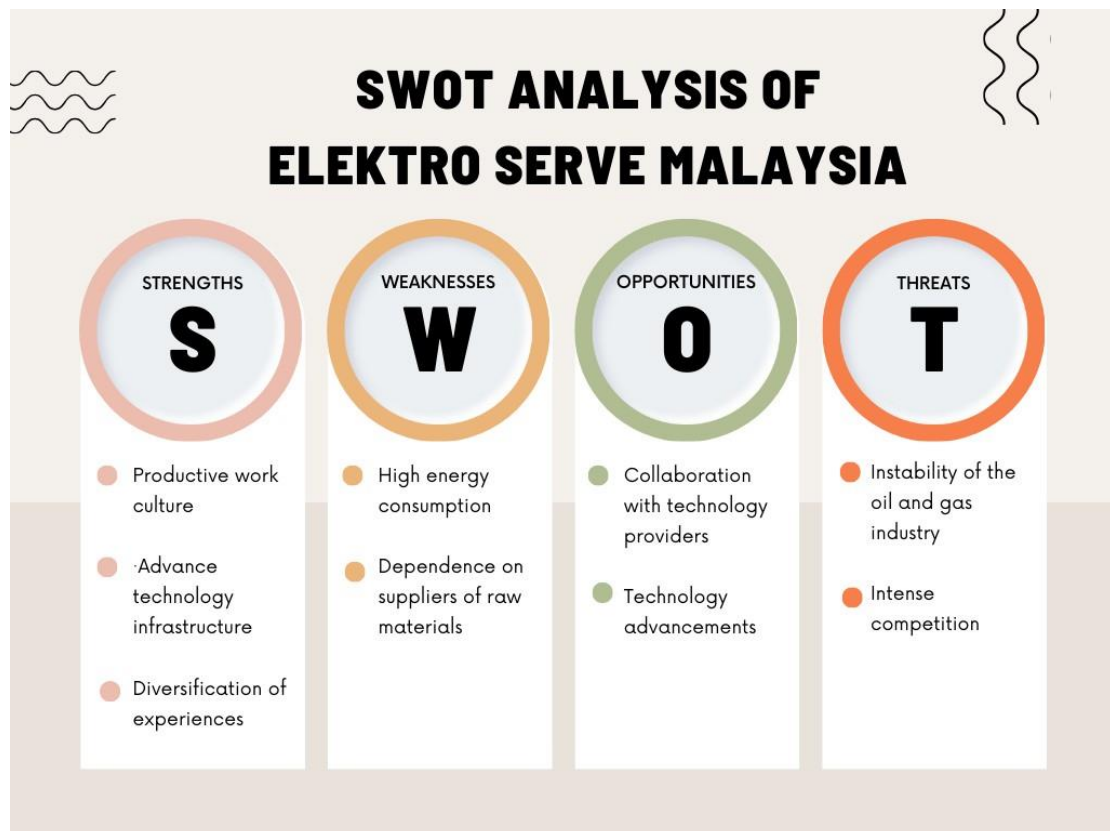 SWOT ANALYSIS OF
ELEKTRO SERVE MALAYSIA
STRENGTHS
S
Productive work
culture
·Advance
technology
infrastructure
Diversification of
experiences
WEAKNESSES
W
High energy
consumption
Dependence on
suppliers of raw
materials
OPPORTUNITIES
O
Collaboration
with technology
providers
Technology
advancements
THREATS
T
Instability of the
oil and gas
industry
Intense
competition